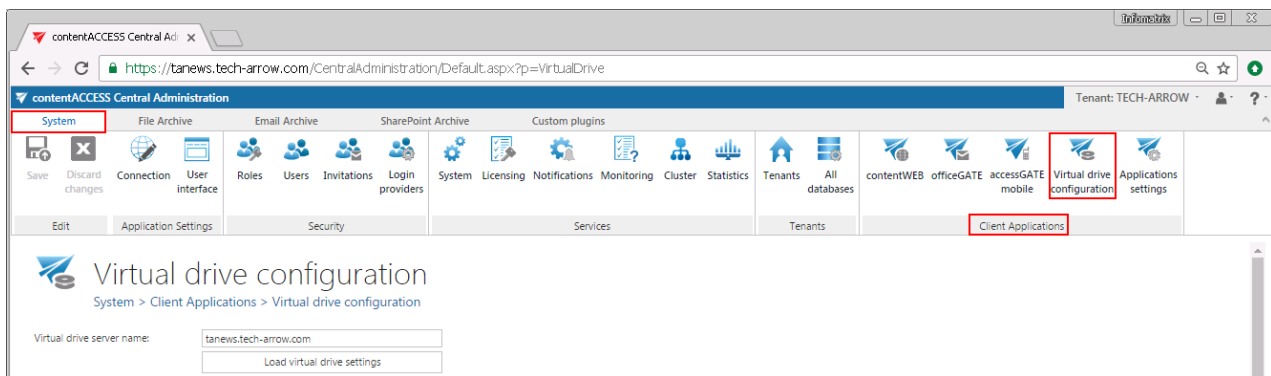 Infometrix
contentACCESS Central Ad
https://tanews.tech-arrow.com/CentralAdministration/Default.aspx?p=VirtualDrive
contentACCESS Central Administration Tenant: TECH-ARROW ?
System File Archive Email Archive SharePoint Archive Custom plugins
Save Discard changes Connection User interface Roles Users Invitations Login providers System Licensing Notifications Monitoring Cluster Statistics Tenants All databases contentWEB officeGATE accessGATE mobile Virtual drive configuration Applications settings
Edit Application Settings Security Services Tenants Client Applications
Virtual drive configuration
System > Client Applications > Virtual drive configuration
Virtual drive server name: tanews.tech-arrow.com
Load virtual drive settings